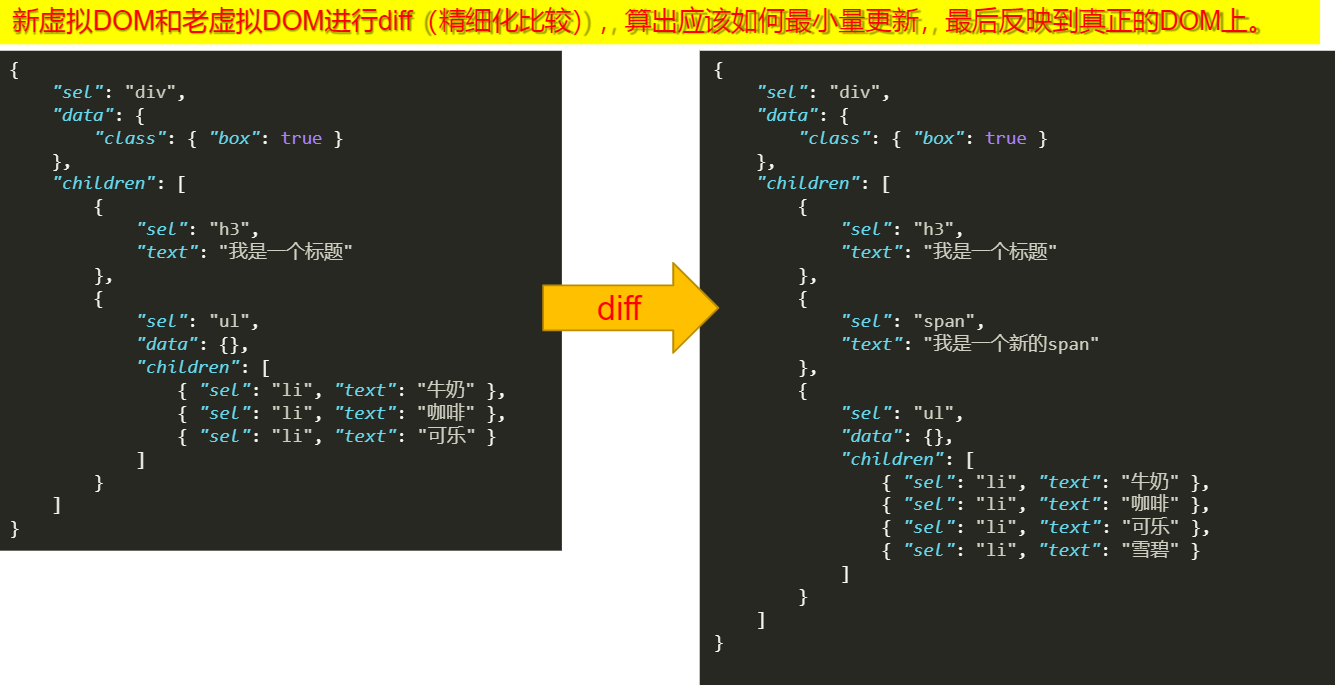 新虚拟DOM和老虚拟DOM进行diff（精细化比较），算出应该如何最小量更新，最后反映到真正的DOM上。
{
    "sel": "div",
    "data": {
        "class": { "box": true }
    },
    "children": [
        {
            "sel": "h3",
            "text": "我是一个标题"
        },
        {
            "sel": "ul",
            "data": {},
            "children": [
                { "sel": "li", "text": "牛奶" },
                { "sel": "li", "text": "咖啡" },
                { "sel": "li", "text": "可乐" }
            ]
        }
    ]
}
diff
{
    "sel": "div",
    "data": {
        "class": { "box": true }
    },
    "children": [
        {
            "sel": "h3",
            "text": "我是一个标题"
        },
        {
            "sel": "span",
            "text": "我是一个新的span"
        },
        {
            "sel": "ul",
            "data": {},
            "children": [
                { "sel": "li", "text": "牛奶" },
                { "sel": "li", "text": "咖啡" },
                { "sel": "li", "text": "可乐" },
                { "sel": "li", "text": "雪碧" }
            ]
        }
    ]
}